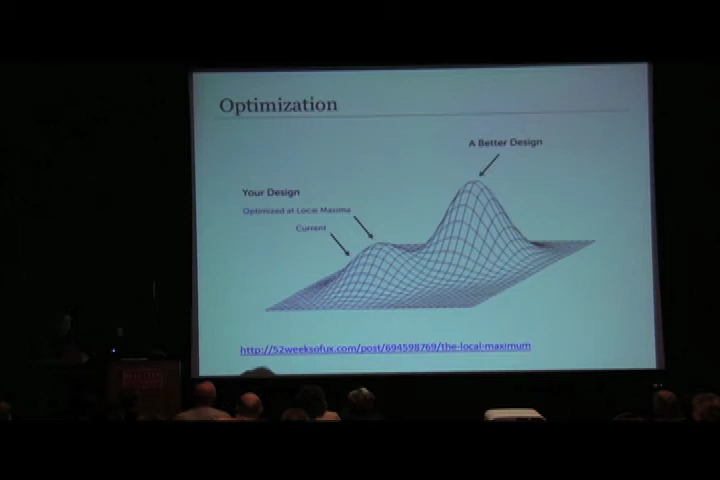 Optimization
A Better Design
Your Design
Optimized at Local Maxima
Current
http://52weeksofux.com/post/694598769/the-local-maximum